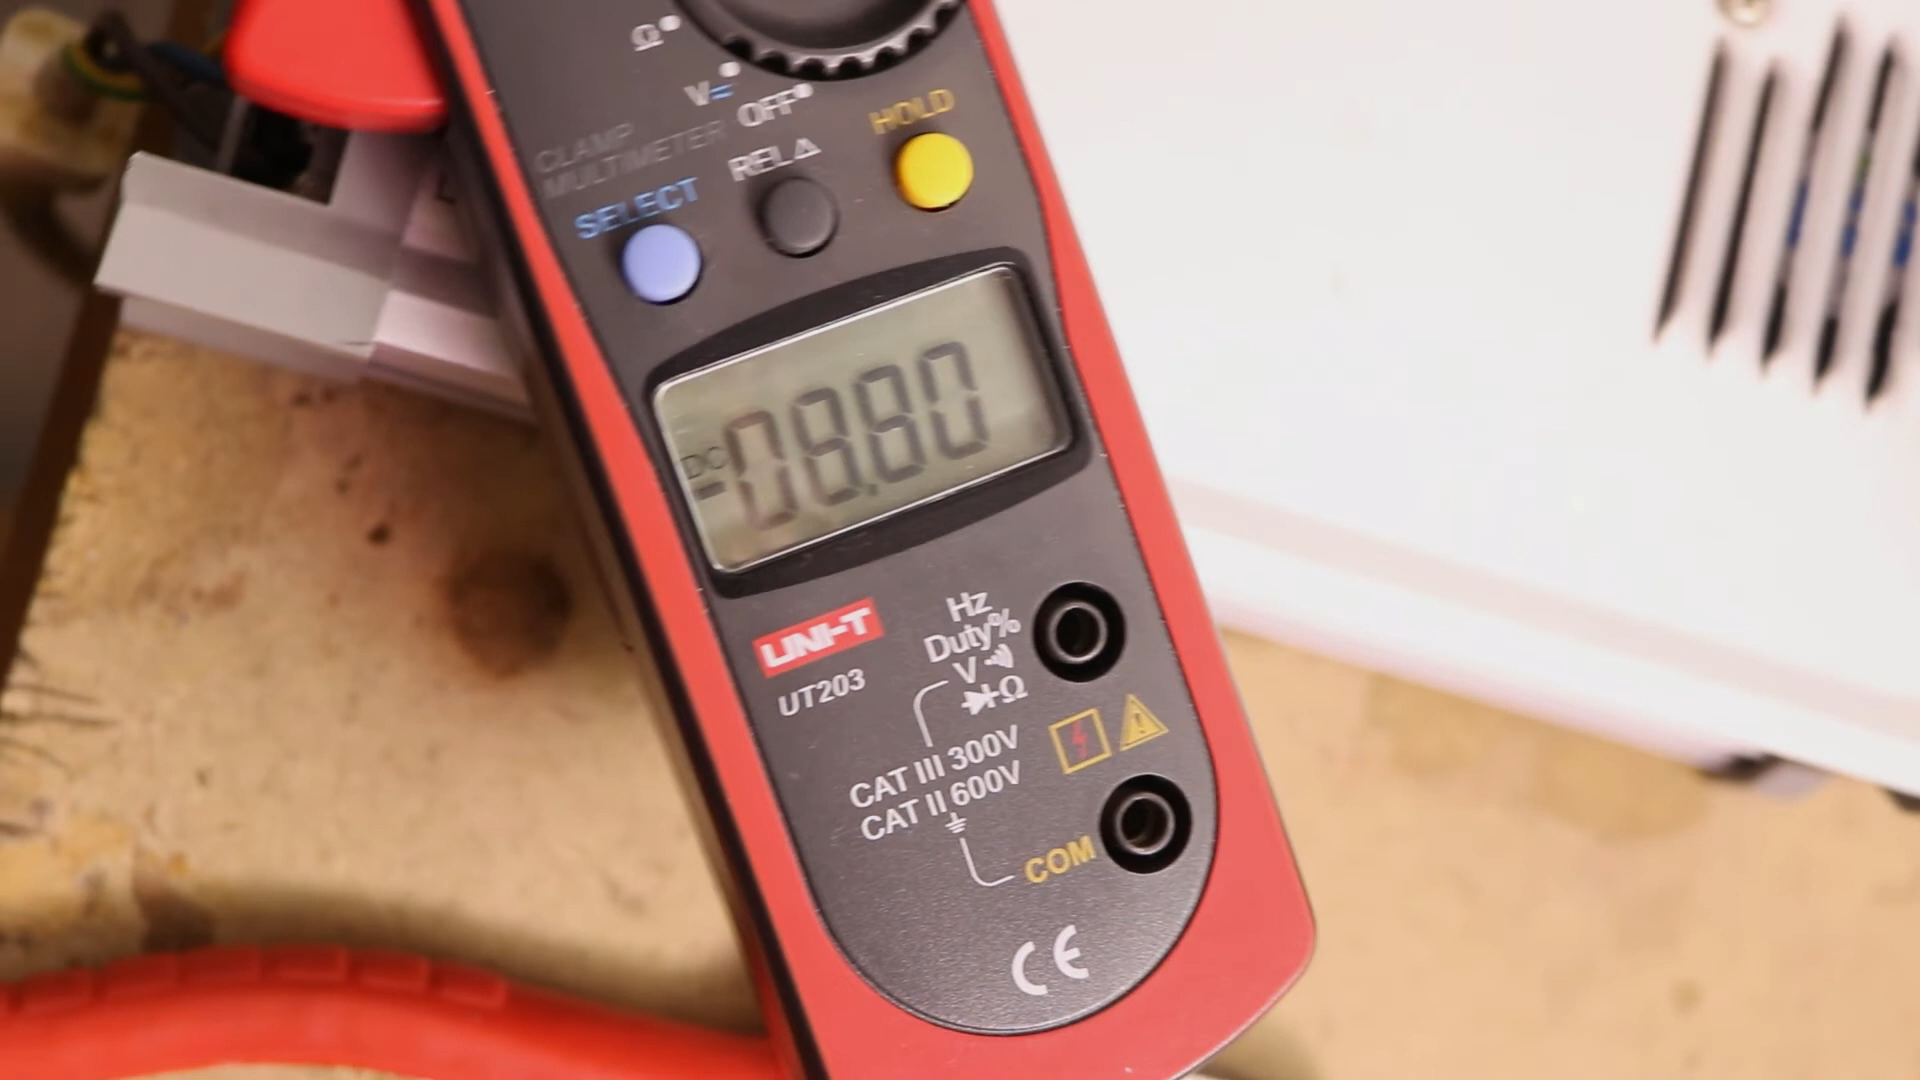 Ω
V
OFF
HOLD
CLAMP
MULTIMETER
REL Δ
SELECT
DC
-08.80
UNI-T
UT203
Hz
Duty%
V
Ω
CAT III 300V
CAT II 600V
COM
CE